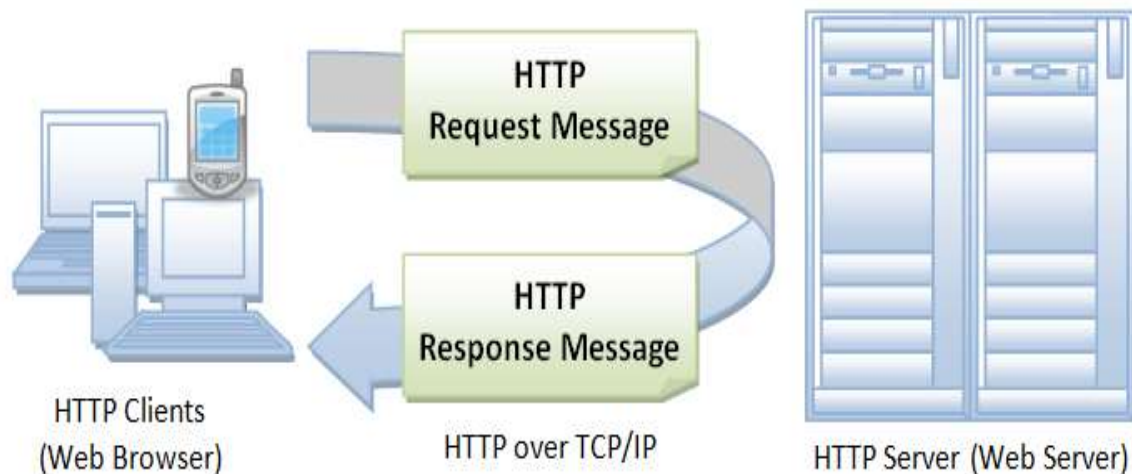 HTTP
Request Message
HTTP
Response Message
HTTP Clients
(Web Browser)
HTTP over TCP/IP
HTTP Server (Web Server)